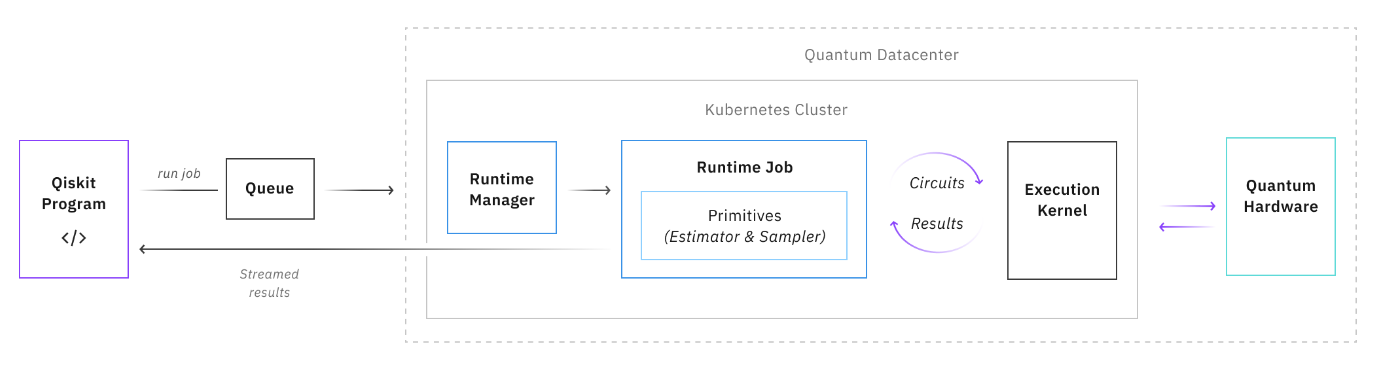 Quantum Datacenter
Kubernetes Cluster
Qiskit
Program
</>
run job
Queue
Runtime
Manager
Runtime Job
Primitives
(Estimator & Sampler)
Circuits
Results
Execution
Kernel
Quantum
Hardware
Streamed
results